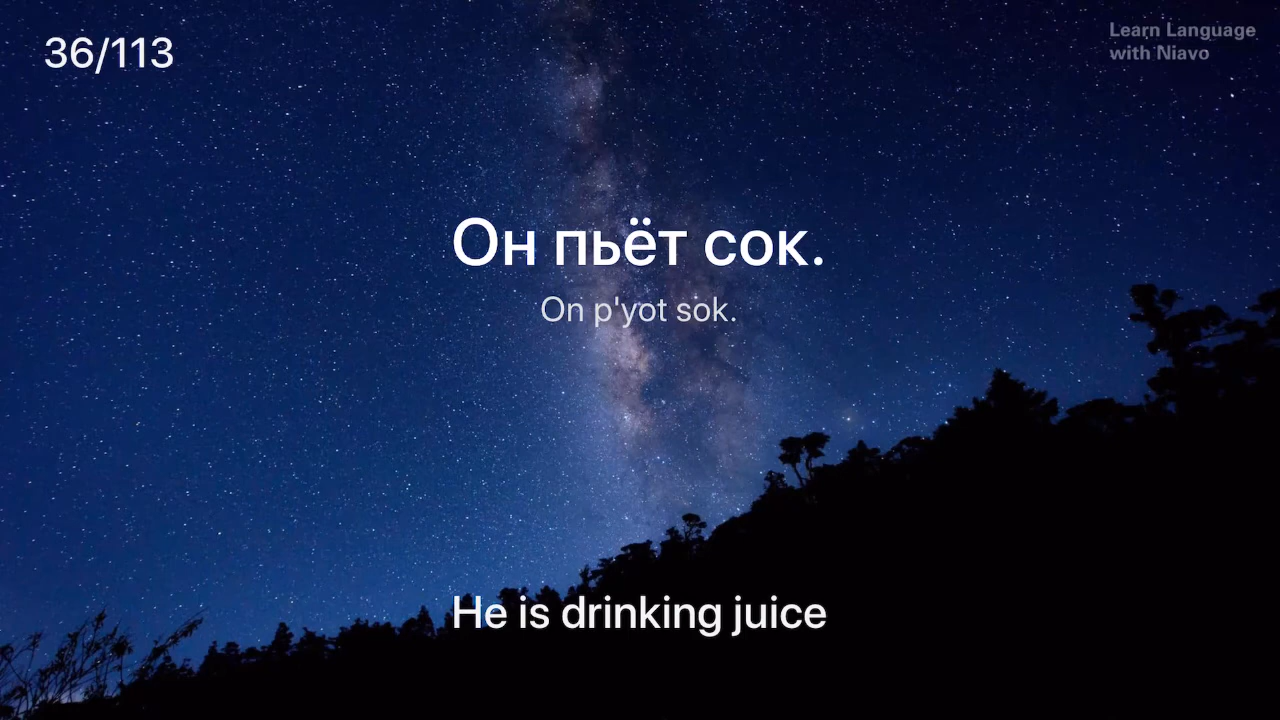 36/113
Learn Language
with Niavo
Он пьёт сок.
On p'yot sok.
He is drinking juice